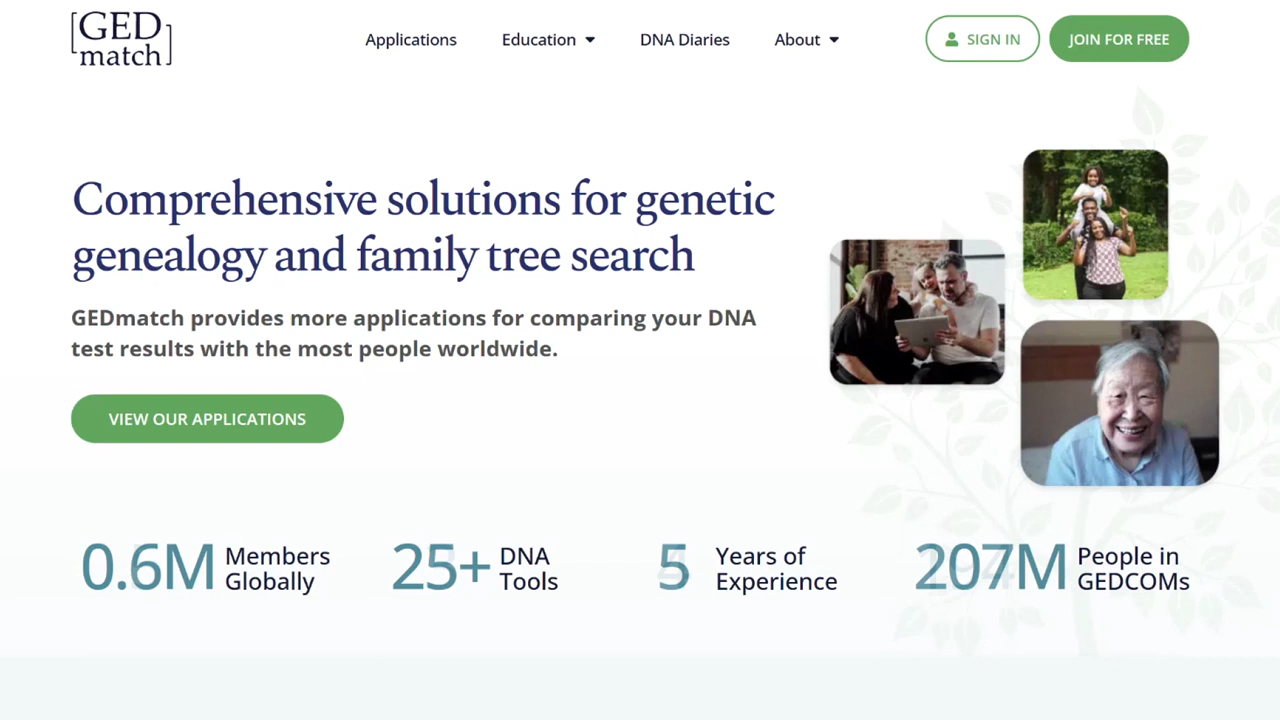 GED
match
Applications
Education
DNA Diaries
About
SIGN IN
JOIN FOR FREE
Comprehensive solutions for genetic
genealogy and family tree search
GEDmatch provides more applications for comparing your DNA
test results with the most people worldwide.
VIEW OUR APPLICATIONS
0.6M Members
Globally
25+ DNA
Tools
5 Years of
Experience
207M People in
GEDCOMs